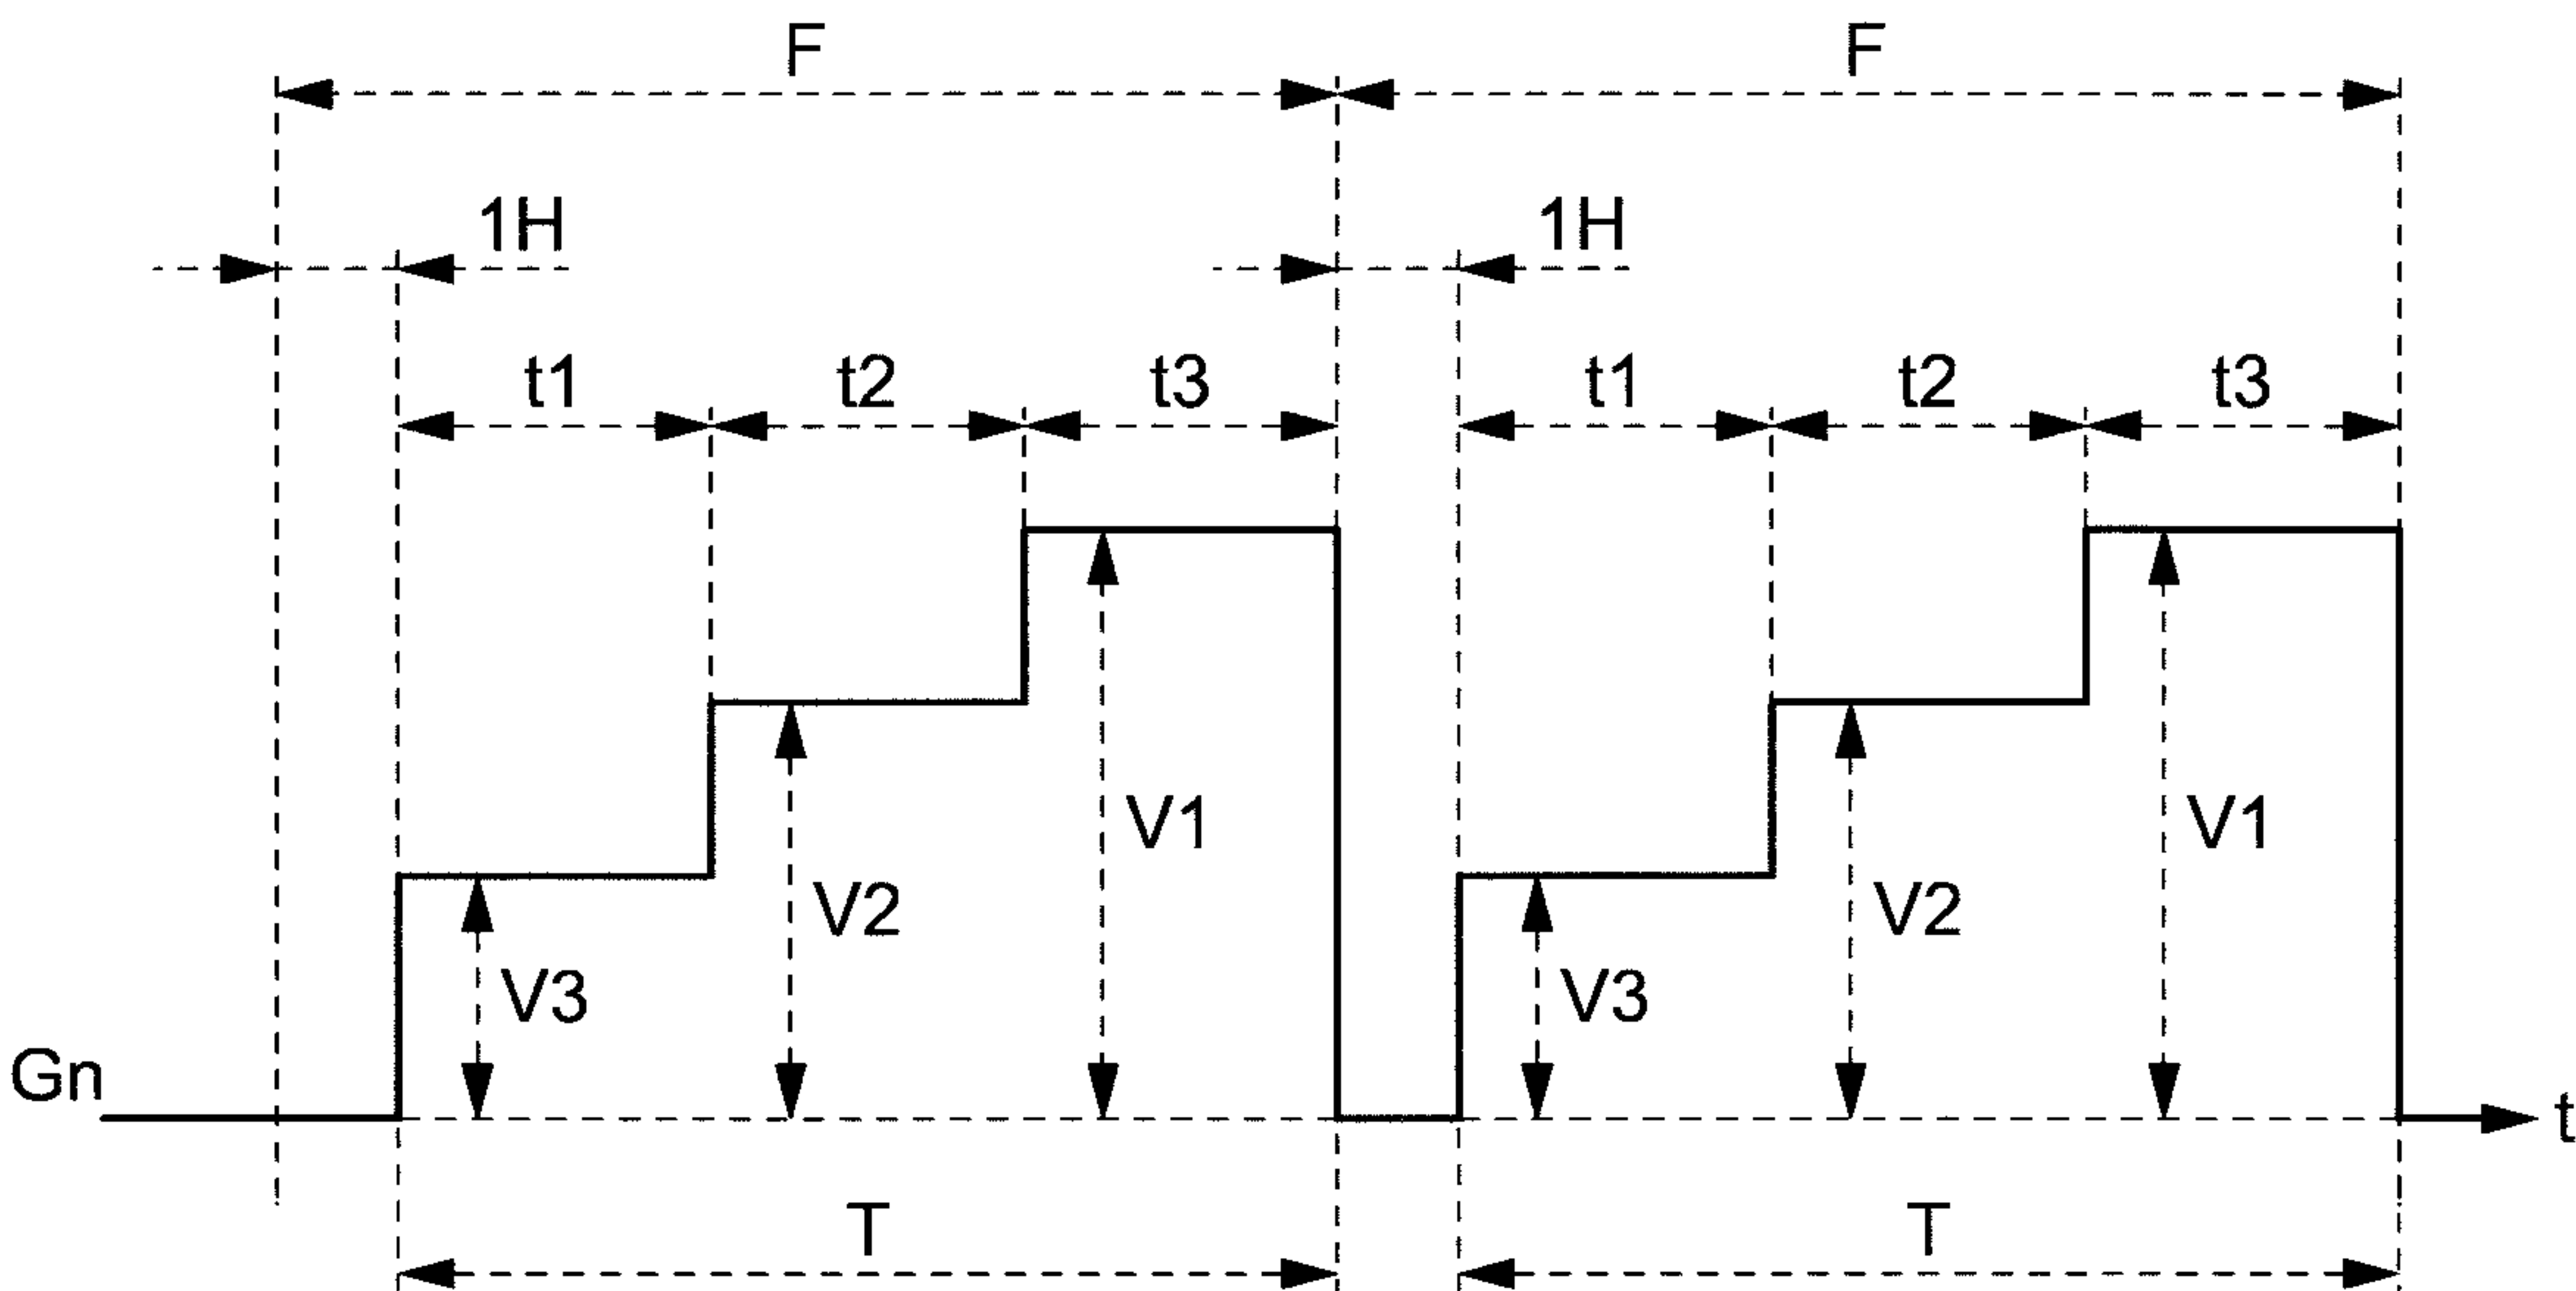 F F
1H 1H
t1 t2 t3 t1 t2 t3
V1 V1
V2 V2
V3 V3
Gn t
T T